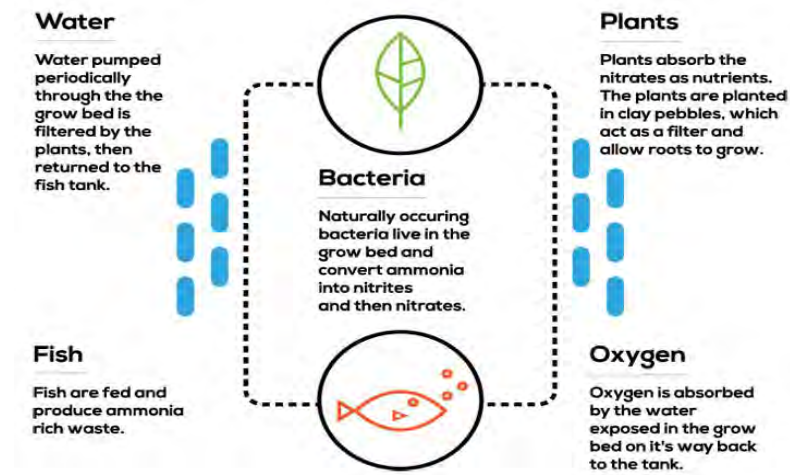 Water
Water pumped
periodically
through the the
grow bed is
filtered by the
plants, then
returned to the
fish tank.
Plants
Plants absorb the
nitrates as nutrients.
The plants are planted
in clay pebbles, which
act as a filter and
allow roots to grow.
Bacteria
Naturally occuring
bacteria live in the
grow bed and
convert ammonia
into nitrites
and then nitrates.
Fish
Fish are fed and
produce ammonia
rich waste.
Oxygen
Oxygen is absorbed
by the water
exposed in the grow
bed on it's way back
to the tank.